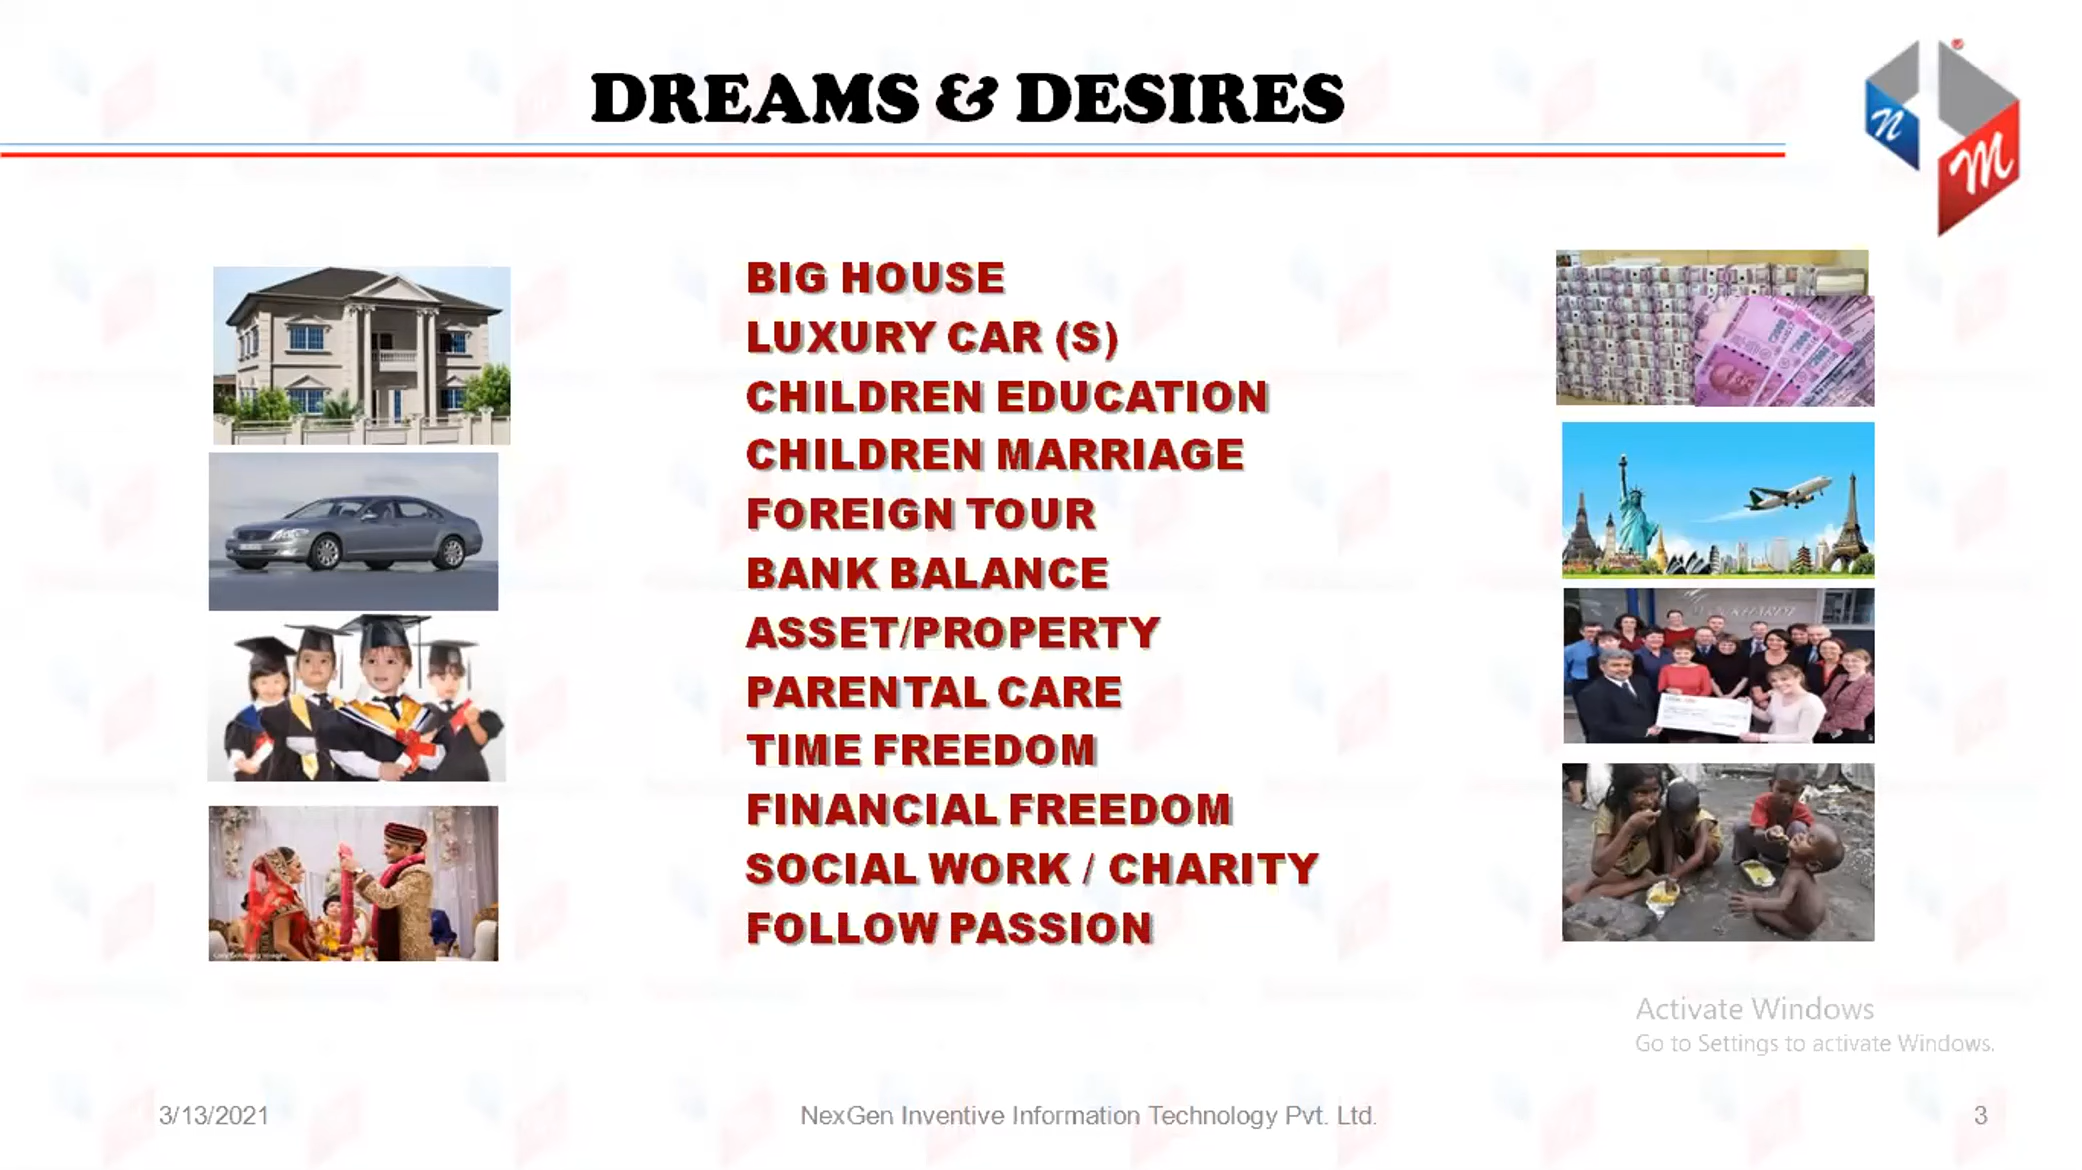 DREAMS & DESIRES
n
M
BIG HOUSE
LUXURY CAR (S)
CHILDREN EDUCATION
CHILDREN MARRIAGE
FOREIGN TOUR
BANK BALANCE
ASSET/PROPERTY
PARENTAL CARE
TIME FREEDOM
FINANCIAL FREEDOM
SOCIAL WORK / CHARITY
FOLLOW PASSION
Activate Windows
Go to Settings to activate Windows.
3/13/2021
NexGen Inventive Information Technology Pvt. Ltd.
3